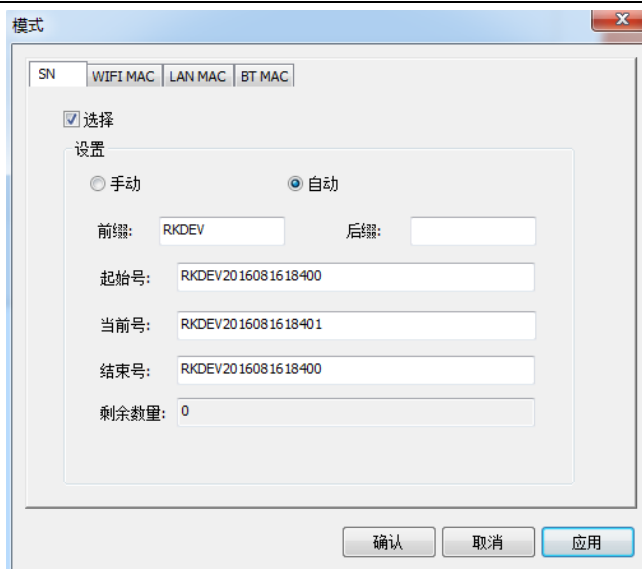 模式
SN WIFI MAC LAN MAC BT MAC
选择
设置
手动 自动
前缀: RKDEV 后缀:
起始号: RKDEV2016081618400
当前号: RKDEV2016081618401
结束号: RKDEV2016081618400
剩余数量: 0
确认 取消 应用